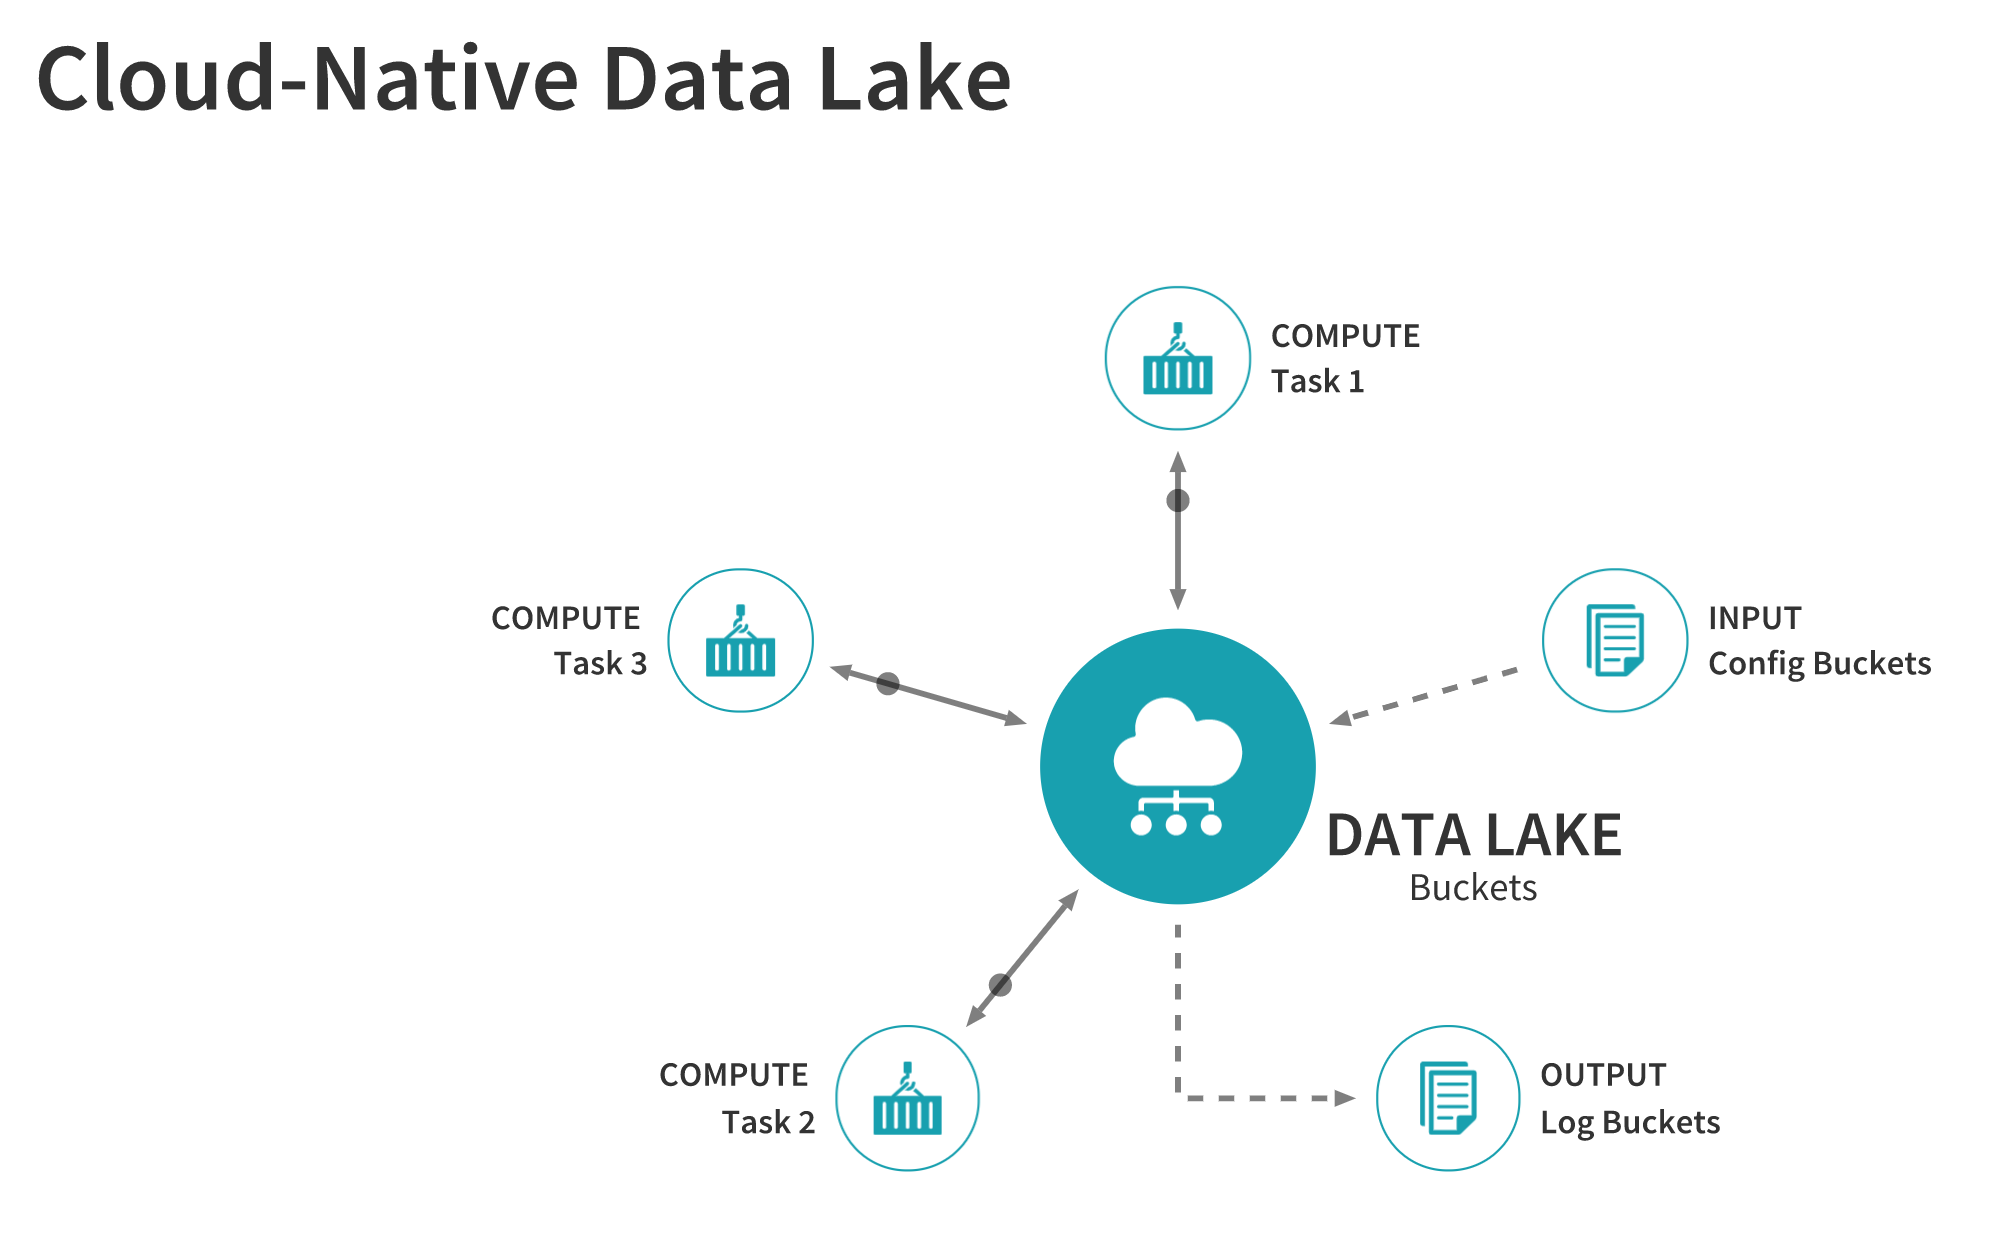 Cloud-Native Data Lake
COMPUTE
Task 1
COMPUTE
Task 3
INPUT
Config Buckets
DATA LAKE
Buckets
COMPUTE
Task 2
OUTPUT
Log Buckets